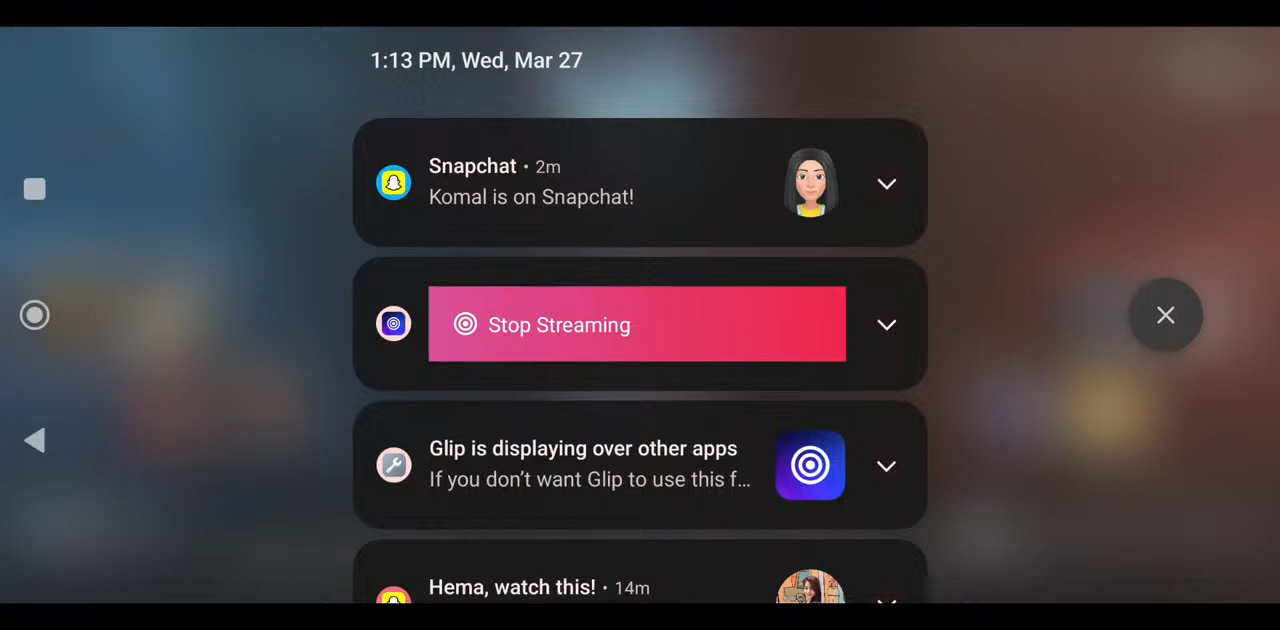 1:13 PM, Wed, Mar 27
Snapchat • 2m
Komal is on Snapchat!
Stop Streaming
Glip is displaying over other apps
If you don’t want Glip to use this f…
Hema, watch this! • 14m